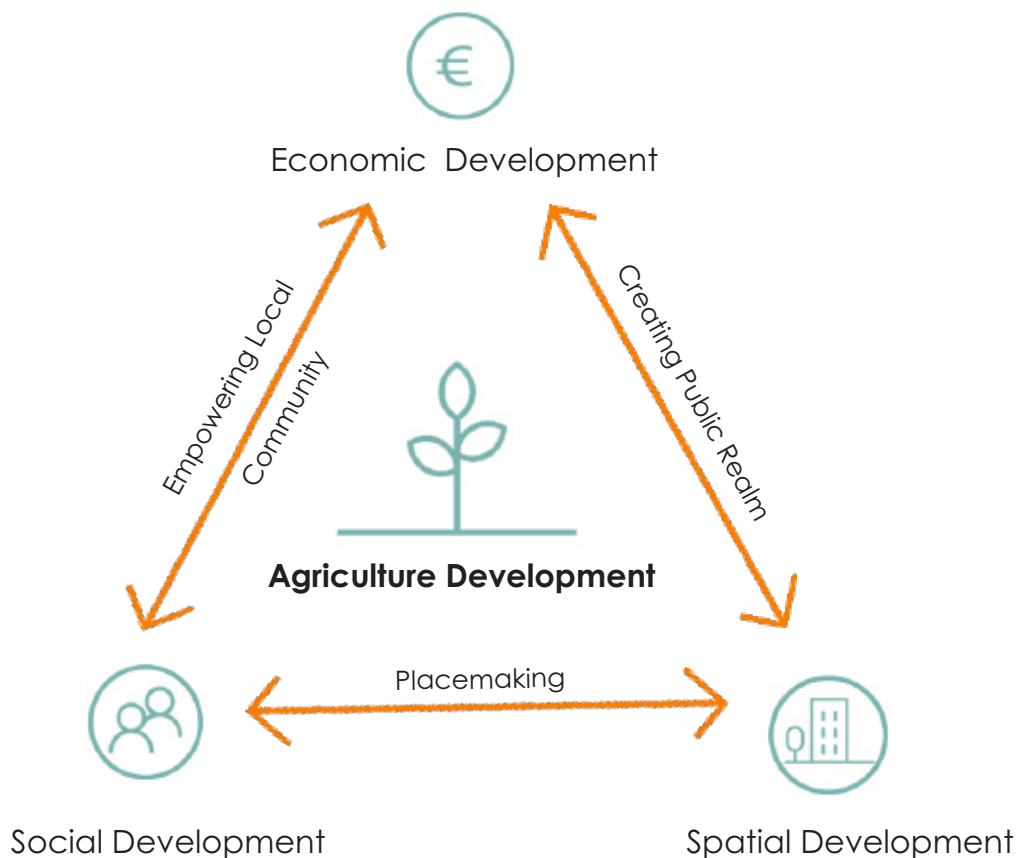 €
Economic Development
Empowering Local
Community
Creating Public Realm
Agriculture Development
Placemaking
Social Development
Spatial Development